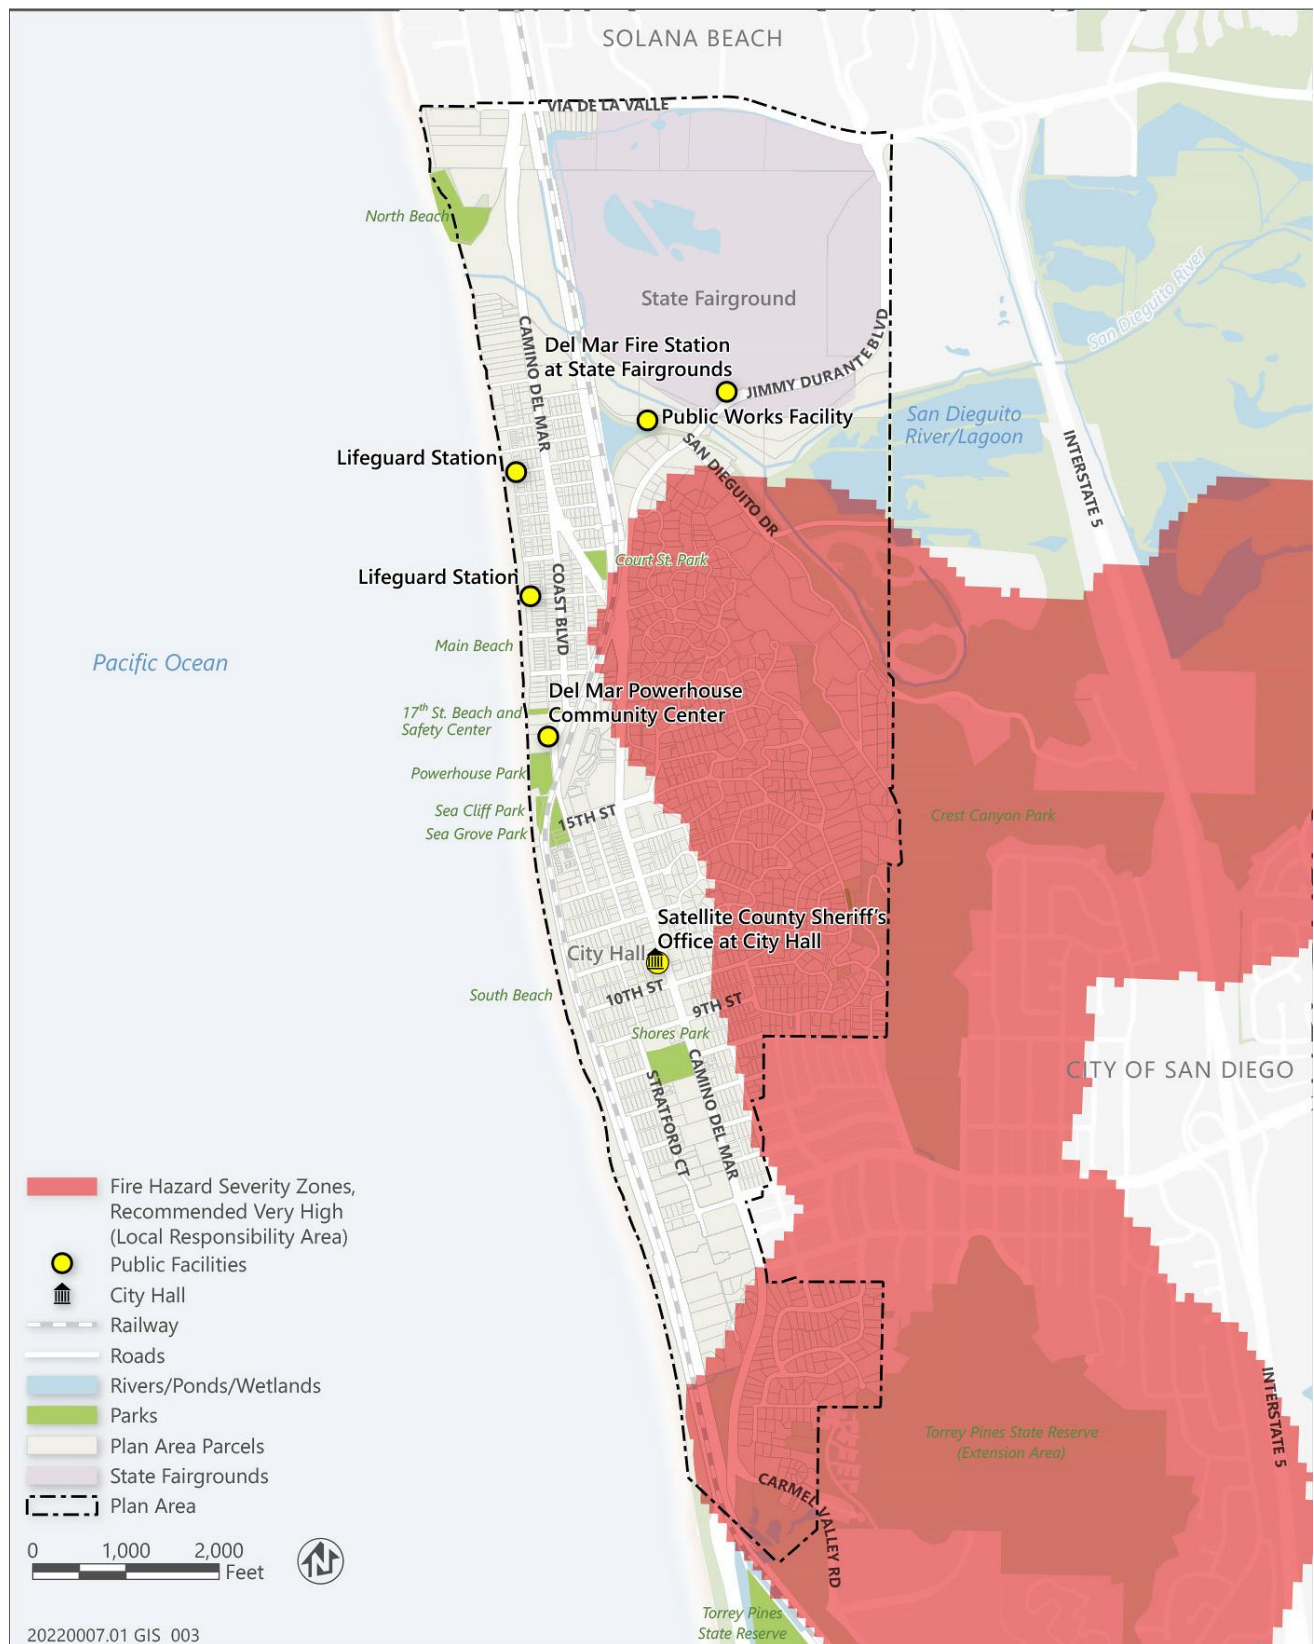 SOLANA BEACH
VIA DE LA VALLE
North Beach
State Fairground
San Dieguito River
CAMINO DEL MAR
Del Mar Fire Station
at State Fairgrounds
JIMMY DURANTE BLVD
Public Works Facility
San Dieguito
River/Lagoon
SAN DIEGUITO DR
INTERSTATE 5
Lifeguard Station
Court St. Park
Lifeguard Station
COAST BLVD
Main Beach
Pacific Ocean
Del Mar Powerhouse
Community Center
17th St. Beach and
Safety Center
Powerhouse Park
Sea Cliff Park
15TH ST
Sea Grove Park
Crest Canyon Park
Satellite County Sheriff's
Office at City Hall
City Hall
South Beach
10TH ST
9TH ST
Shores Park
CITY OF SAN DIEGO
STRATFORD CT
CAMINO DEL MAR
INTERSTATE 5
Torrey Pines State Reserve
(Extension Area)
CARMEL VALLEY RD
Torrey Pines
State Reserve
Fire Hazard Severity Zones,
Recommended Very High
(Local Responsibility Area)
Public Facilities
City Hall
Railway
Roads
Rivers/Ponds/Wetlands
Parks
Plan Area Parcels
State Fairgrounds
Plan Area
0 1,000 2,000
Feet
N
20220007.01 GIS 003